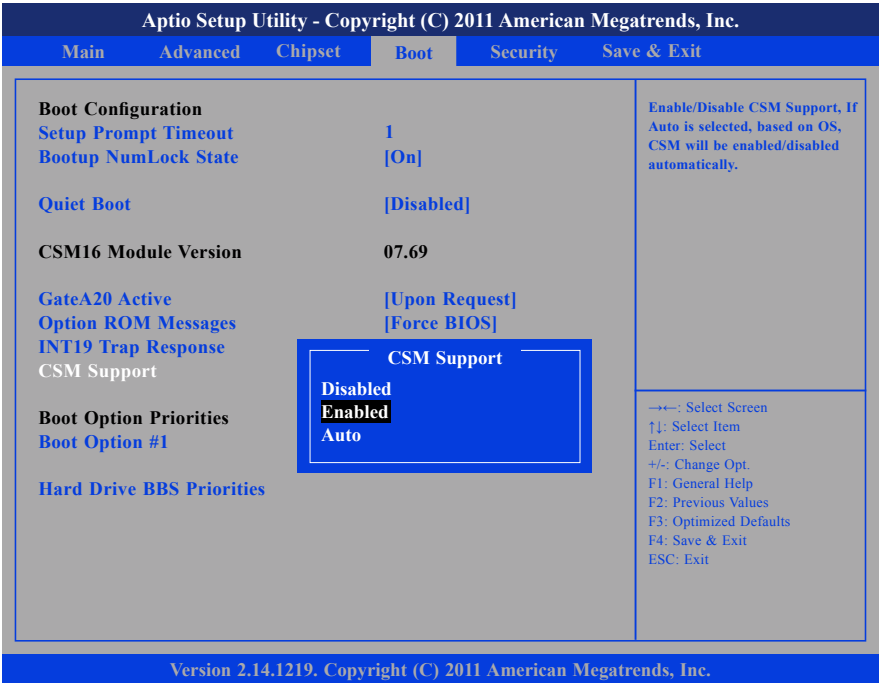 Aptio Setup Utility - Copyright (C) 2011 American Megatrends, Inc.
Main Advanced Chipset Boot Security Save & Exit
Boot Configuration
Setup Prompt Timeout 1
Bootup NumLock State [On]
Quiet Boot [Disabled]
CSM16 Module Version 07.69
GateA20 Active [Upon Request]
Option ROM Messages [Force BIOS]
INT19 Trap Response
CSM Support
Boot Option Priorities
Boot Option #1
Hard Drive BBS Priorities
CSM Support
Disabled
Enabled
Auto
Enable/Disable CSM Support, If
Auto is selected, based on OS,
CSM will be enabled/disabled
automatically.
→←: Select Screen
↑↓: Select Item
Enter: Select
+/-: Change Opt.
F1: General Help
F2: Previous Values
F3: Optimized Defaults
F4: Save & Exit
ESC: Exit
Version 2.14.1219. Copyright (C) 2011 American Megatrends, Inc.